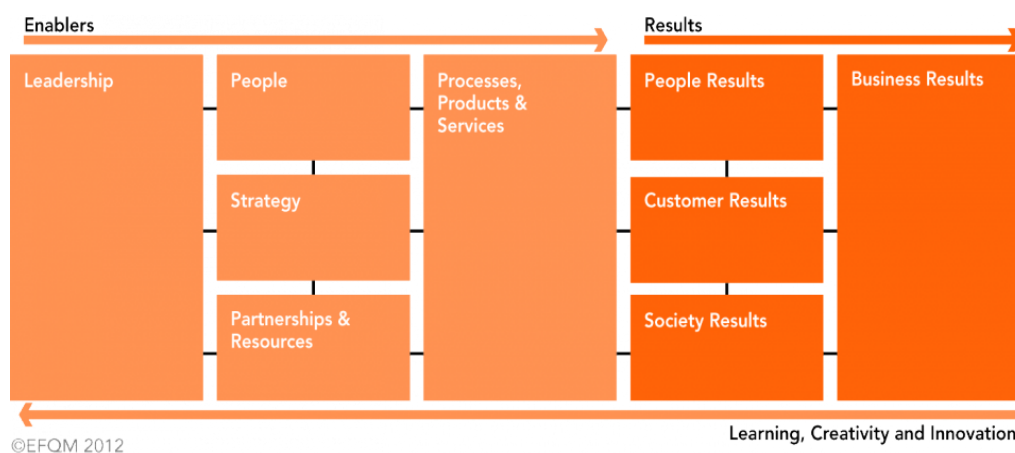 Enablers
Results
Leadership
People
Processes,
Products &
Services
People Results
Business Results
Strategy
Customer Results
Partnerships &
Resources
Society Results
Learning, Creativity and Innovation
©EFQM 2012